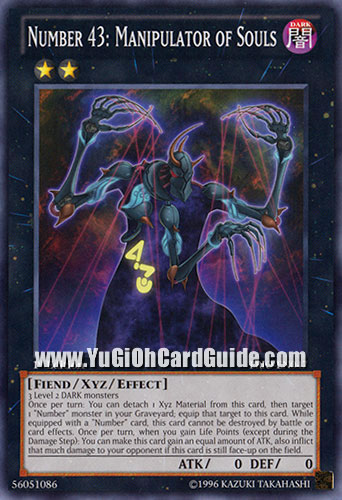 NUMBER 43: MANIPULATOR OF SOULS
DARK
闇
43
www.YuGiOhCardGuide.com
[FIEND/XYZ/EFFECT]
3 Level 2 DARK monsters
Once per turn: You can detach 1 Xyz Material from this card, then target
1 "Number" monster in your Graveyard; equip that target to this card. While
equipped with a "Number" card, this card cannot be destroyed by battle or
card effects. Once per turn, when you gain Life Points (except during the
Damage Step): You can make this card gain an equal amount of ATK, also inflict
that much damage to your opponent if this card is still face-up on the field.
ATK/ 0 DEF/ 0
56051086
©1996 KAZUKI TAKAHASHI